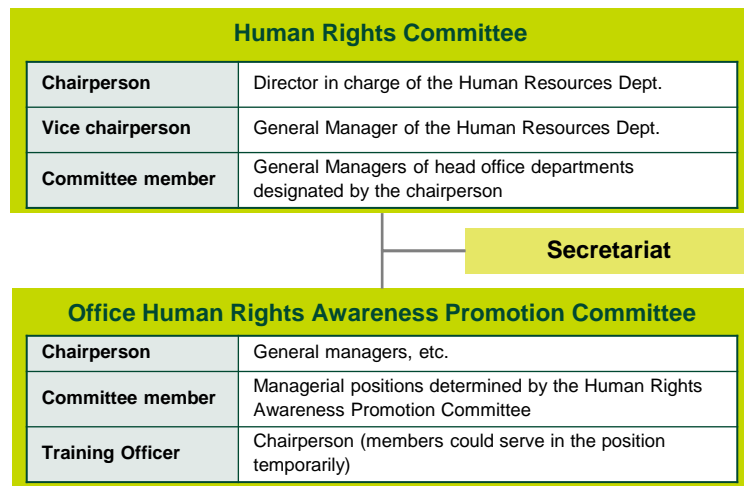 Human Rights Committee
Chairperson
Director in charge of the Human Resources Dept.
Vice chairperson
General Manager of the Human Resources Dept.
Committee member
General Managers of head office departments
designated by the chairperson
Secretariat
Office Human Rights Awareness Promotion Committee
Chairperson
General managers, etc.
Committee member
Managerial positions determined by the Human Rights
Awareness Promotion Committee
Training Officer
Chairperson (members could serve in the position
temporarily)